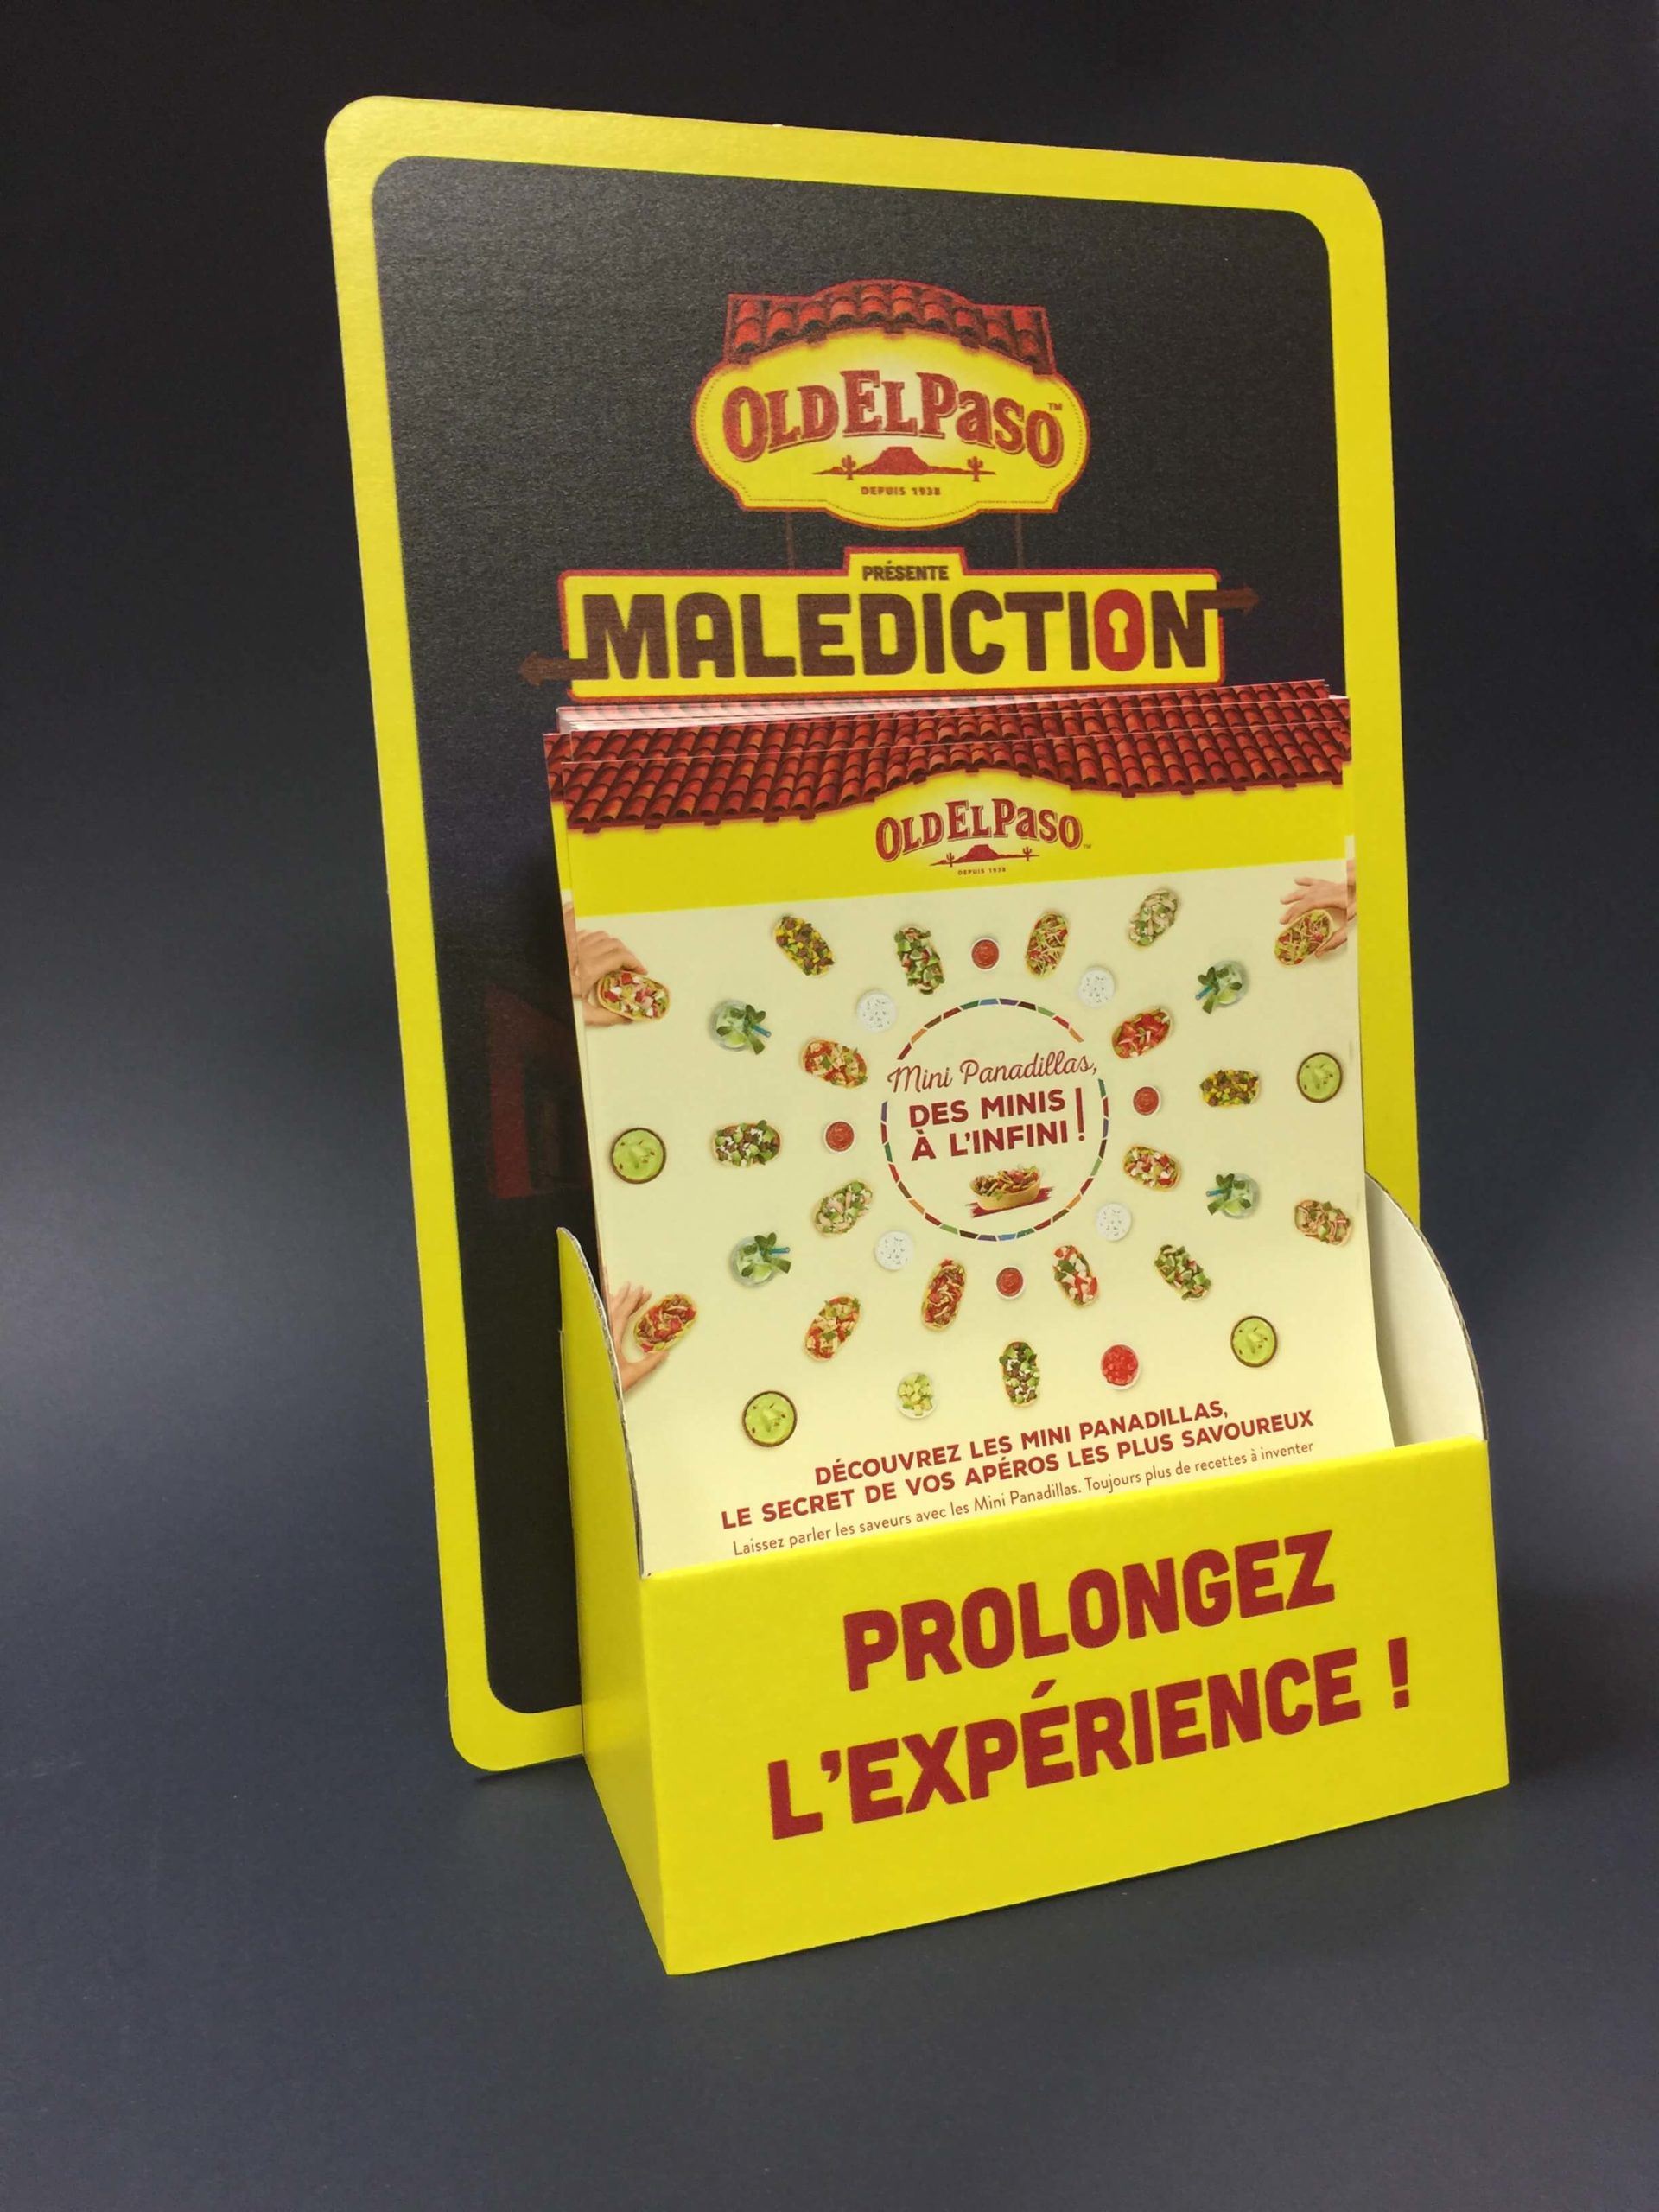 OLD EL PASO™
DEPUIS 1938
PRÉSENTE
MALEDICTION
OLD EL PASO™
DEPUIS 1938
Mini Panadillas,
DES MINIS
À L'INFINI !
DÉCOUVREZ LES MINI PANADILLAS,
LE SECRET DE VOS APÉROS LES PLUS SAVOUREUX
Laissez parler les saveurs avec les Mini Panadillas. Toujours plus de recettes à inventer
PROLONGEZ
L'EXPÉRIENCE !